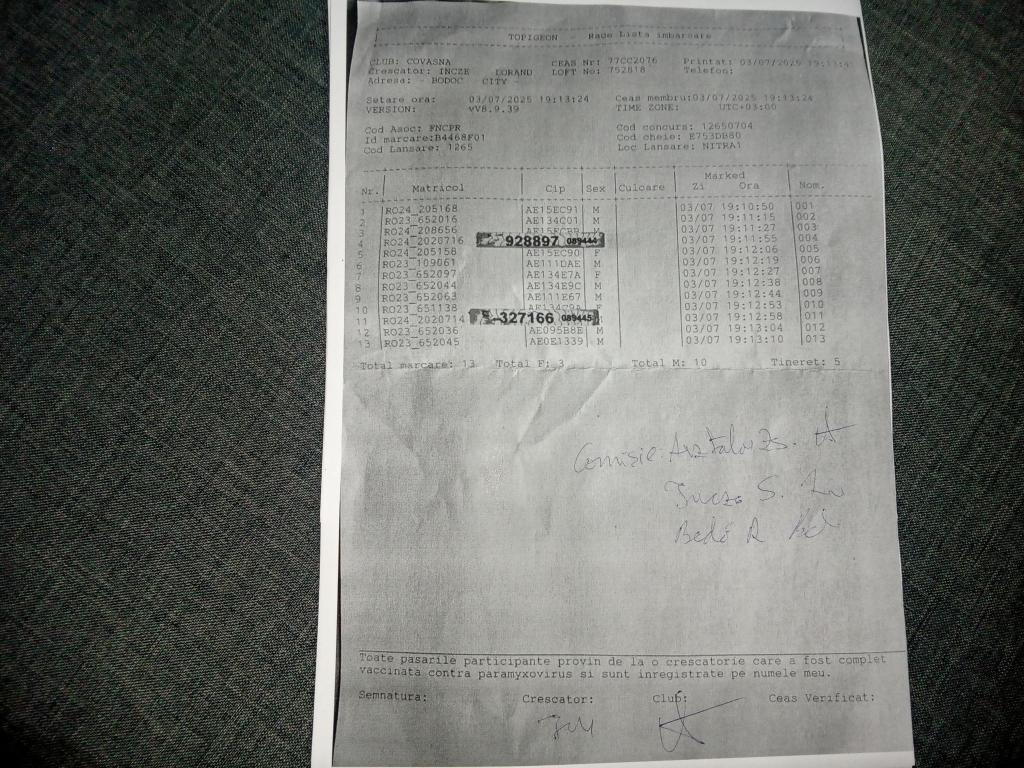 TOPIGEON - Race Lista imbarcare
CLUB: COVASNA CEAS Nr: 77CC2076 Printat: 03/07/2025 19:13:
Crescator: INCZE LORAND LOFT No: 752818 Telefon:
Adresa: - BODOC CITY -
Setare ora: 03/07/2025 19:13:24 Ceas membru:03/07/2025 19:13:24
VERSION: vV8.9.39 TIME ZONE: UTC+03:00
Cod Asoc: FNCPR Cod concurs: 12650704
Id marcare:B4468F01 Cod cheie: E753DB80
Cod Lansare: 1265 Loc Lansare: NITRA1
Nr. Matricol Cip Sex Culoare Marked Zi Ora Nom.
1 RO24_205168 AE15EC91 M 03/07 19:10:50 001
2 RO23_652016 AE134C01 M 03/07 19:11:15 002
3 RO24_208656 M 03/07 19:11:27 003
4 RO24_2020716 928897 089444 03/07 19:11:55 004
5 RO24_205158 AE15EC90 F 03/07 19:12:06 005
6 RO23_109061 AE111DAE M 03/07 19:12:19 006
7 RO23_652097 AE134E7A F 03/07 19:12:27 007
8 RO23_652044 AE134E9C M 03/07 19:12:38 008
9 RO23_652063 AE111E67 M 03/07 19:12:44 009
10 RO23_651138 F 03/07 19:12:53 010
11 RO24_2020714 327166 089445 03/07 19:12:58 011
12 RO23_652036 AE095B8E M 03/07 19:13:04 012
13 RO23_652045 AE0E1339 M 03/07 19:13:10 013
Total marcare: 13 Total F: 3 Total M: 10 Tineret: 5
Comisie: Asztalos Zs.
Incze S.
Bedő R
Toate pasarile participante provin de la o crescatorie care a fost complet
vaccinata contra paramyxovirus si sunt inregistrate pe numele meu.
Semnatura: Crescator: Club: Ceas Verificat: